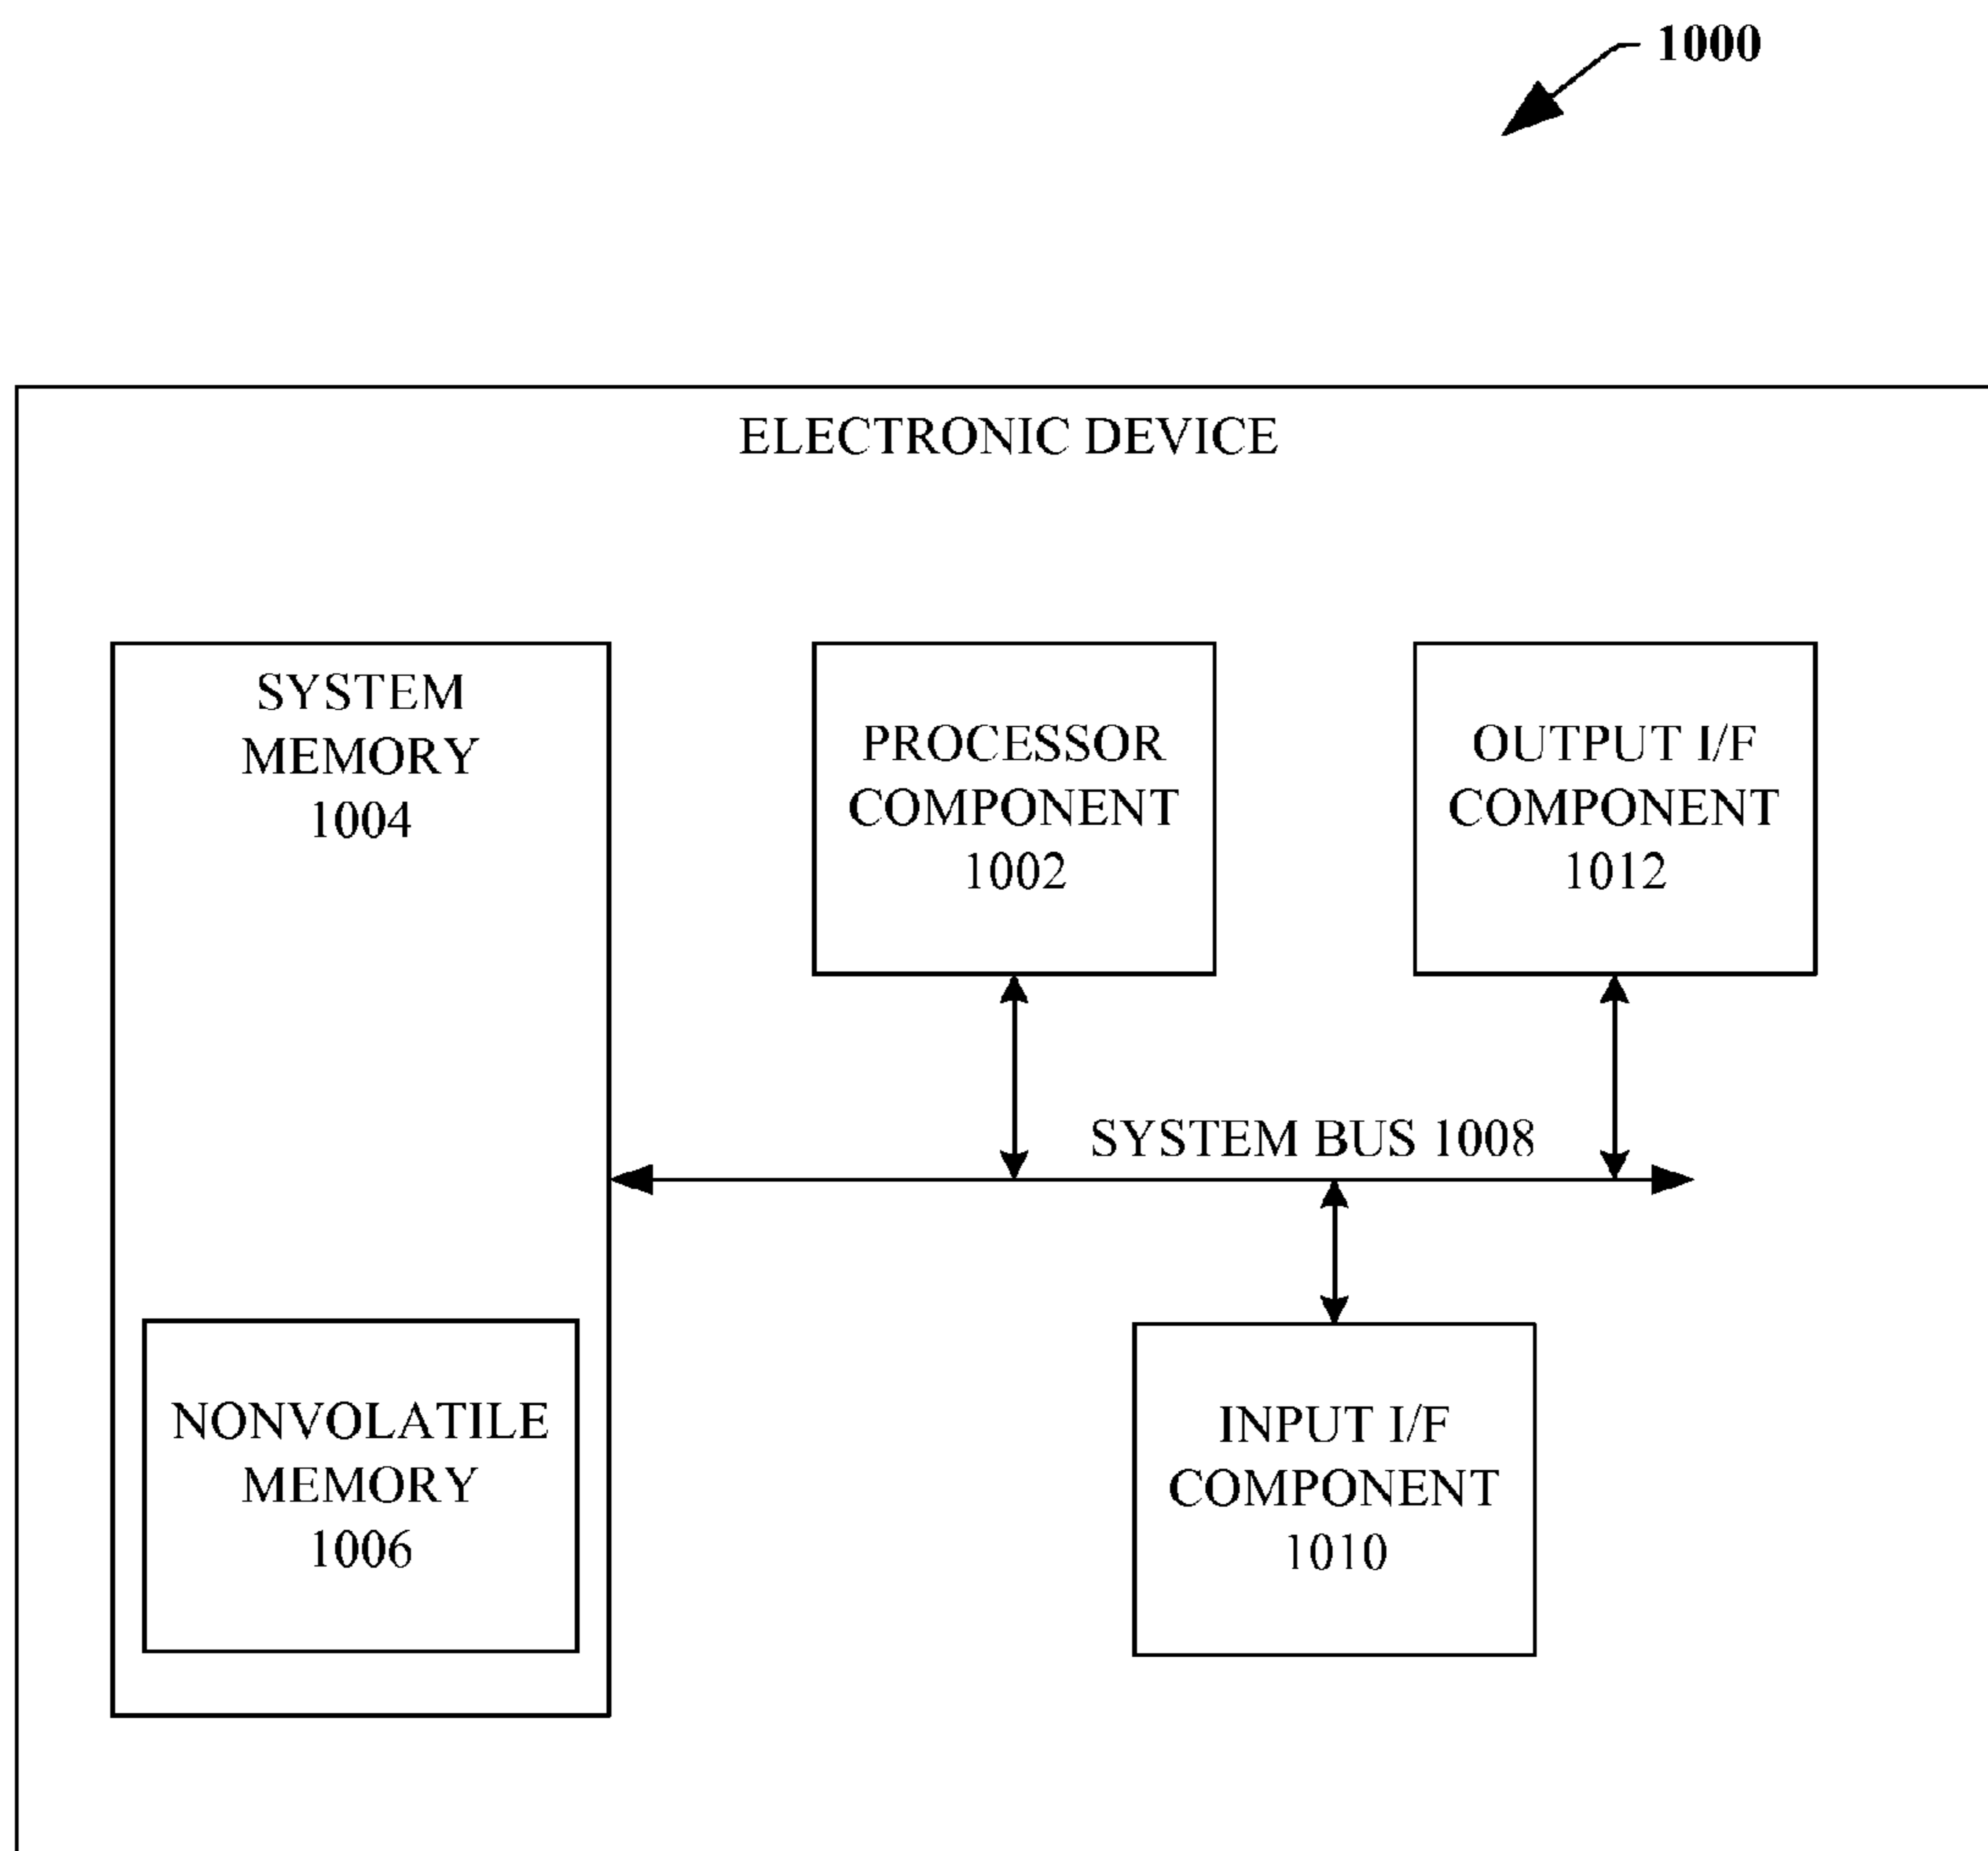 1000
ELECTRONIC DEVICE
SYSTEM
MEMORY
1004
PROCESSOR
COMPONENT
1002
OUTPUT I/F
COMPONENT
1012
SYSTEM BUS 1008
NONVOLATILE
MEMORY
1006
INPUT I/F
COMPONENT
1010